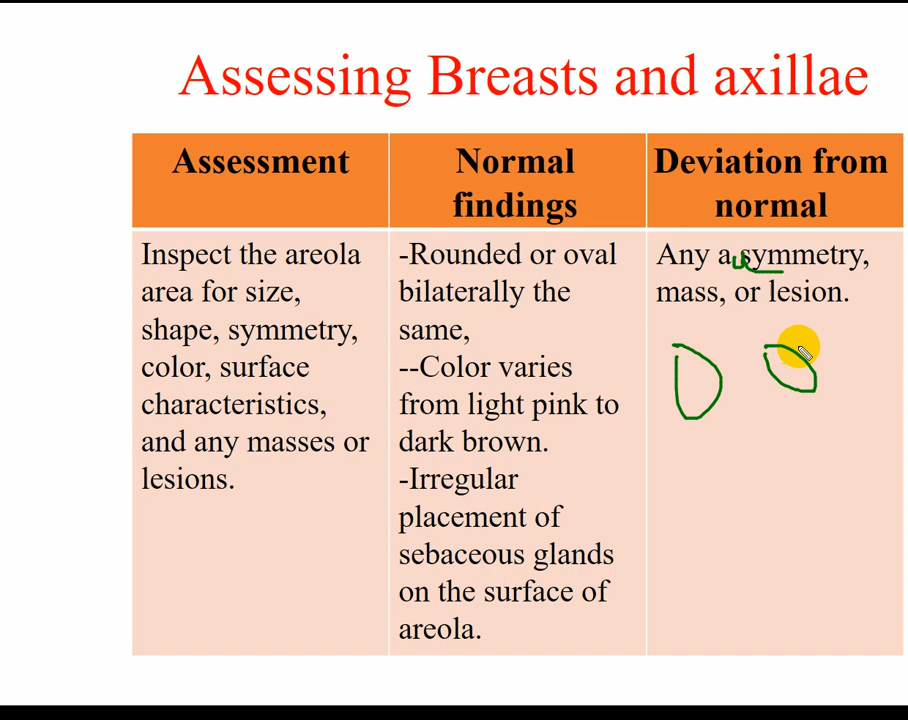 Assessing Breasts and axillae
Assessment
Normal
findings
Deviation from
normal
Inspect the areola
area for size,
shape, symmetry,
color, surface
characteristics,
and any masses or
lesions.
-Rounded or oval
bilaterally the
same,
--Color varies
from light pink to
dark brown.
-Irregular
placement of
sebaceous glands
on the surface of
areola.
Any asymmetry,
mass, or lesion.